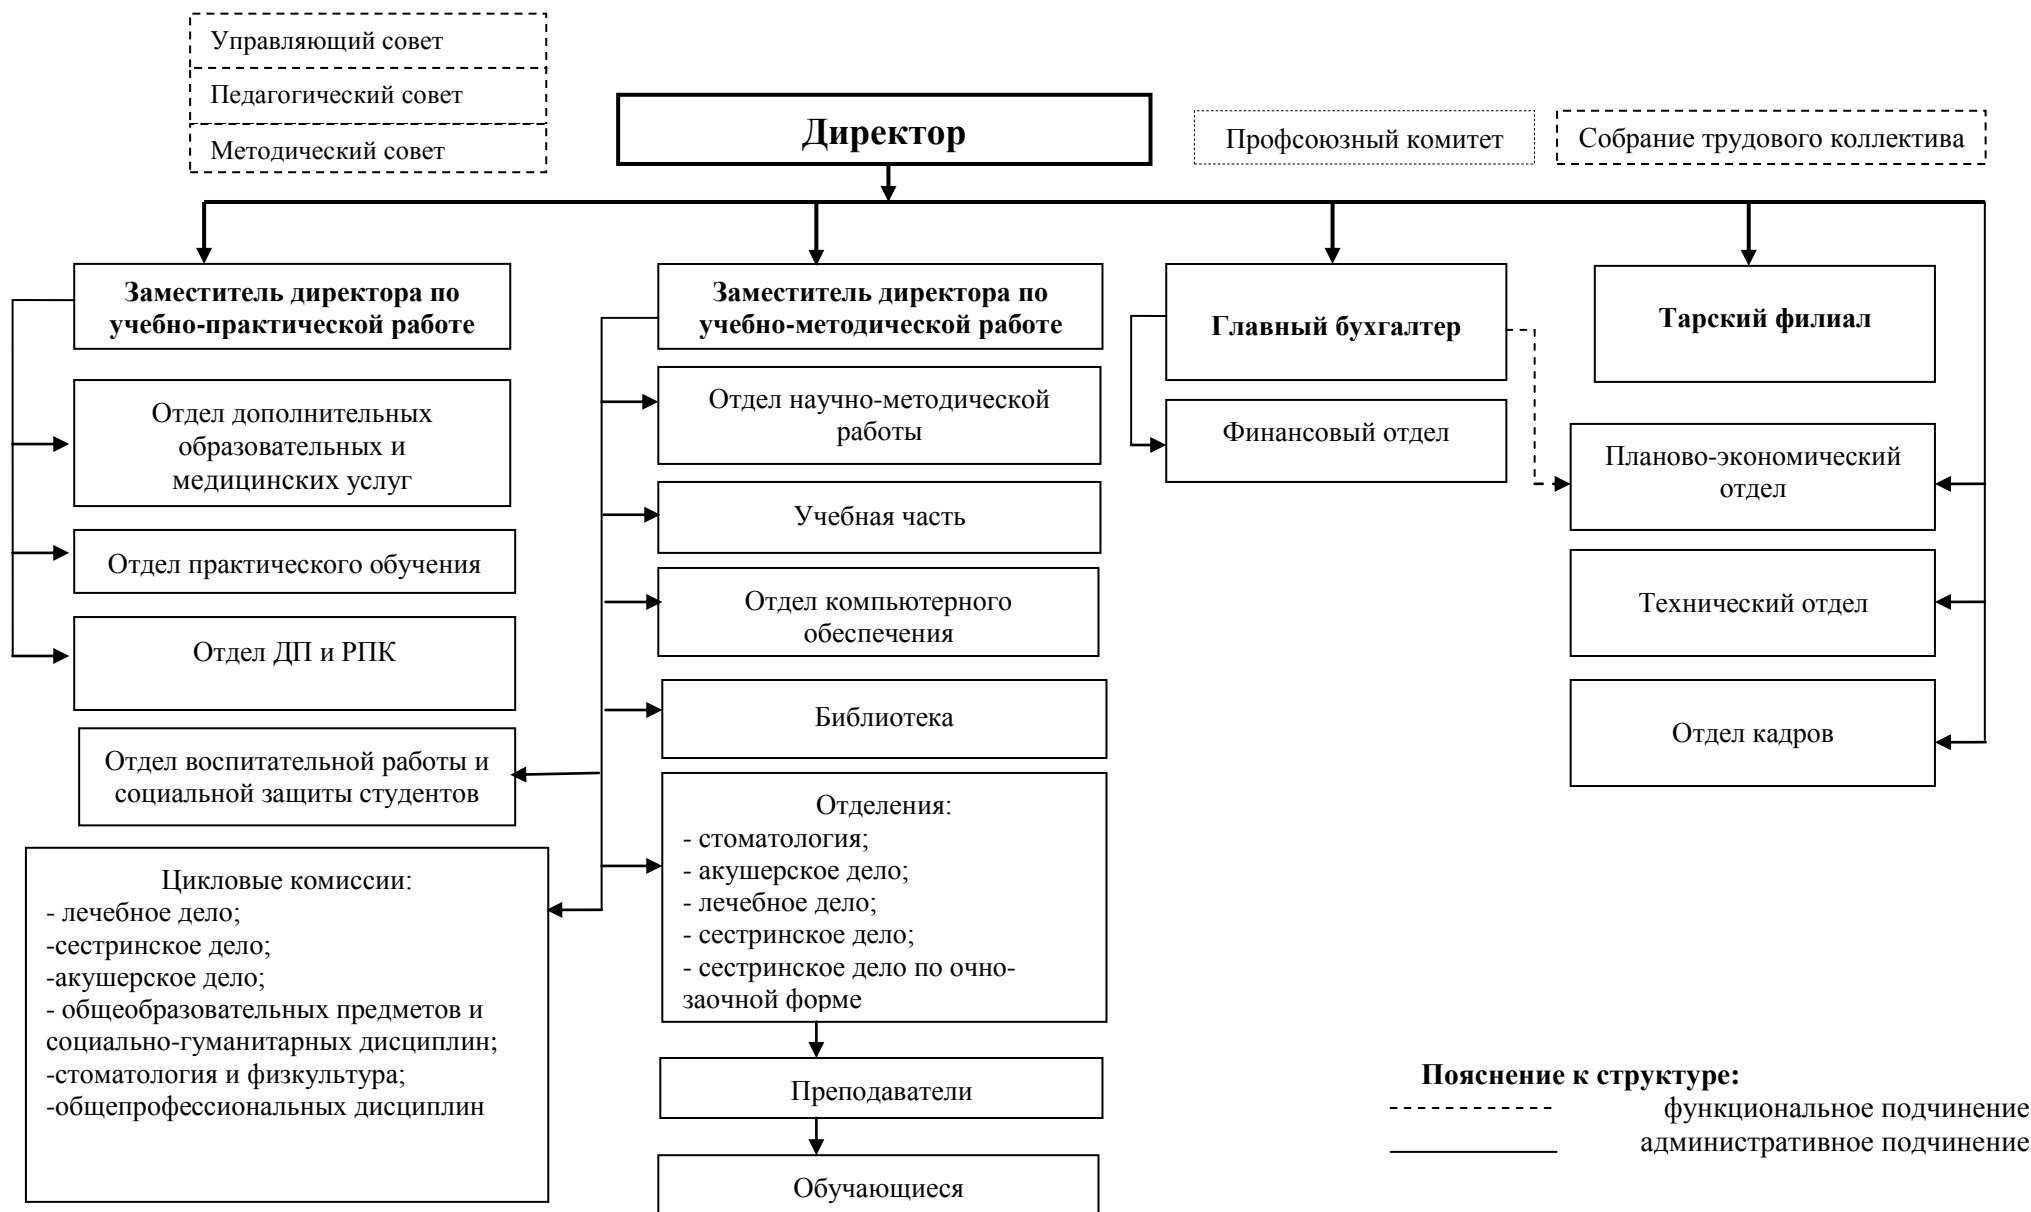 Управляющий совет
Педагогический совет
Методический совет
Директор
Профсоюзный комитет
Собрание трудового коллектива
Заместитель директора по
учебно-практической работе
Заместитель директора по
учебно-методической работе
Главный бухгалтер
Тарский филиал
Отдел дополнительных
образовательных и
медицинских услуг
Отдел практического обучения
Отдел ДП и РПК
Отдел воспитательной работы и
социальной защиты студентов
Цикловые комиссии:
- лечебное дело;
-сестринское дело;
-акушерское дело;
- общеобразовательных предметов и
социально-гуманитарных дисциплин;
-стоматология и физкультура;
-общепрофессиональных дисциплин
Отдел научно-методической
работы
Учебная часть
Отдел компьютерного
обеспечения
Библиотека
Отделения:
- стоматология;
- акушерское дело;
- лечебное дело;
- сестринское дело;
- сестринское дело по очно-
заочной форме
Преподаватели
Обучающиеся
Финансовый отдел
Планово-экономический
отдел
Технический отдел
Отдел кадров
Пояснение к структуре:
функциональное подчинение
административное подчинение